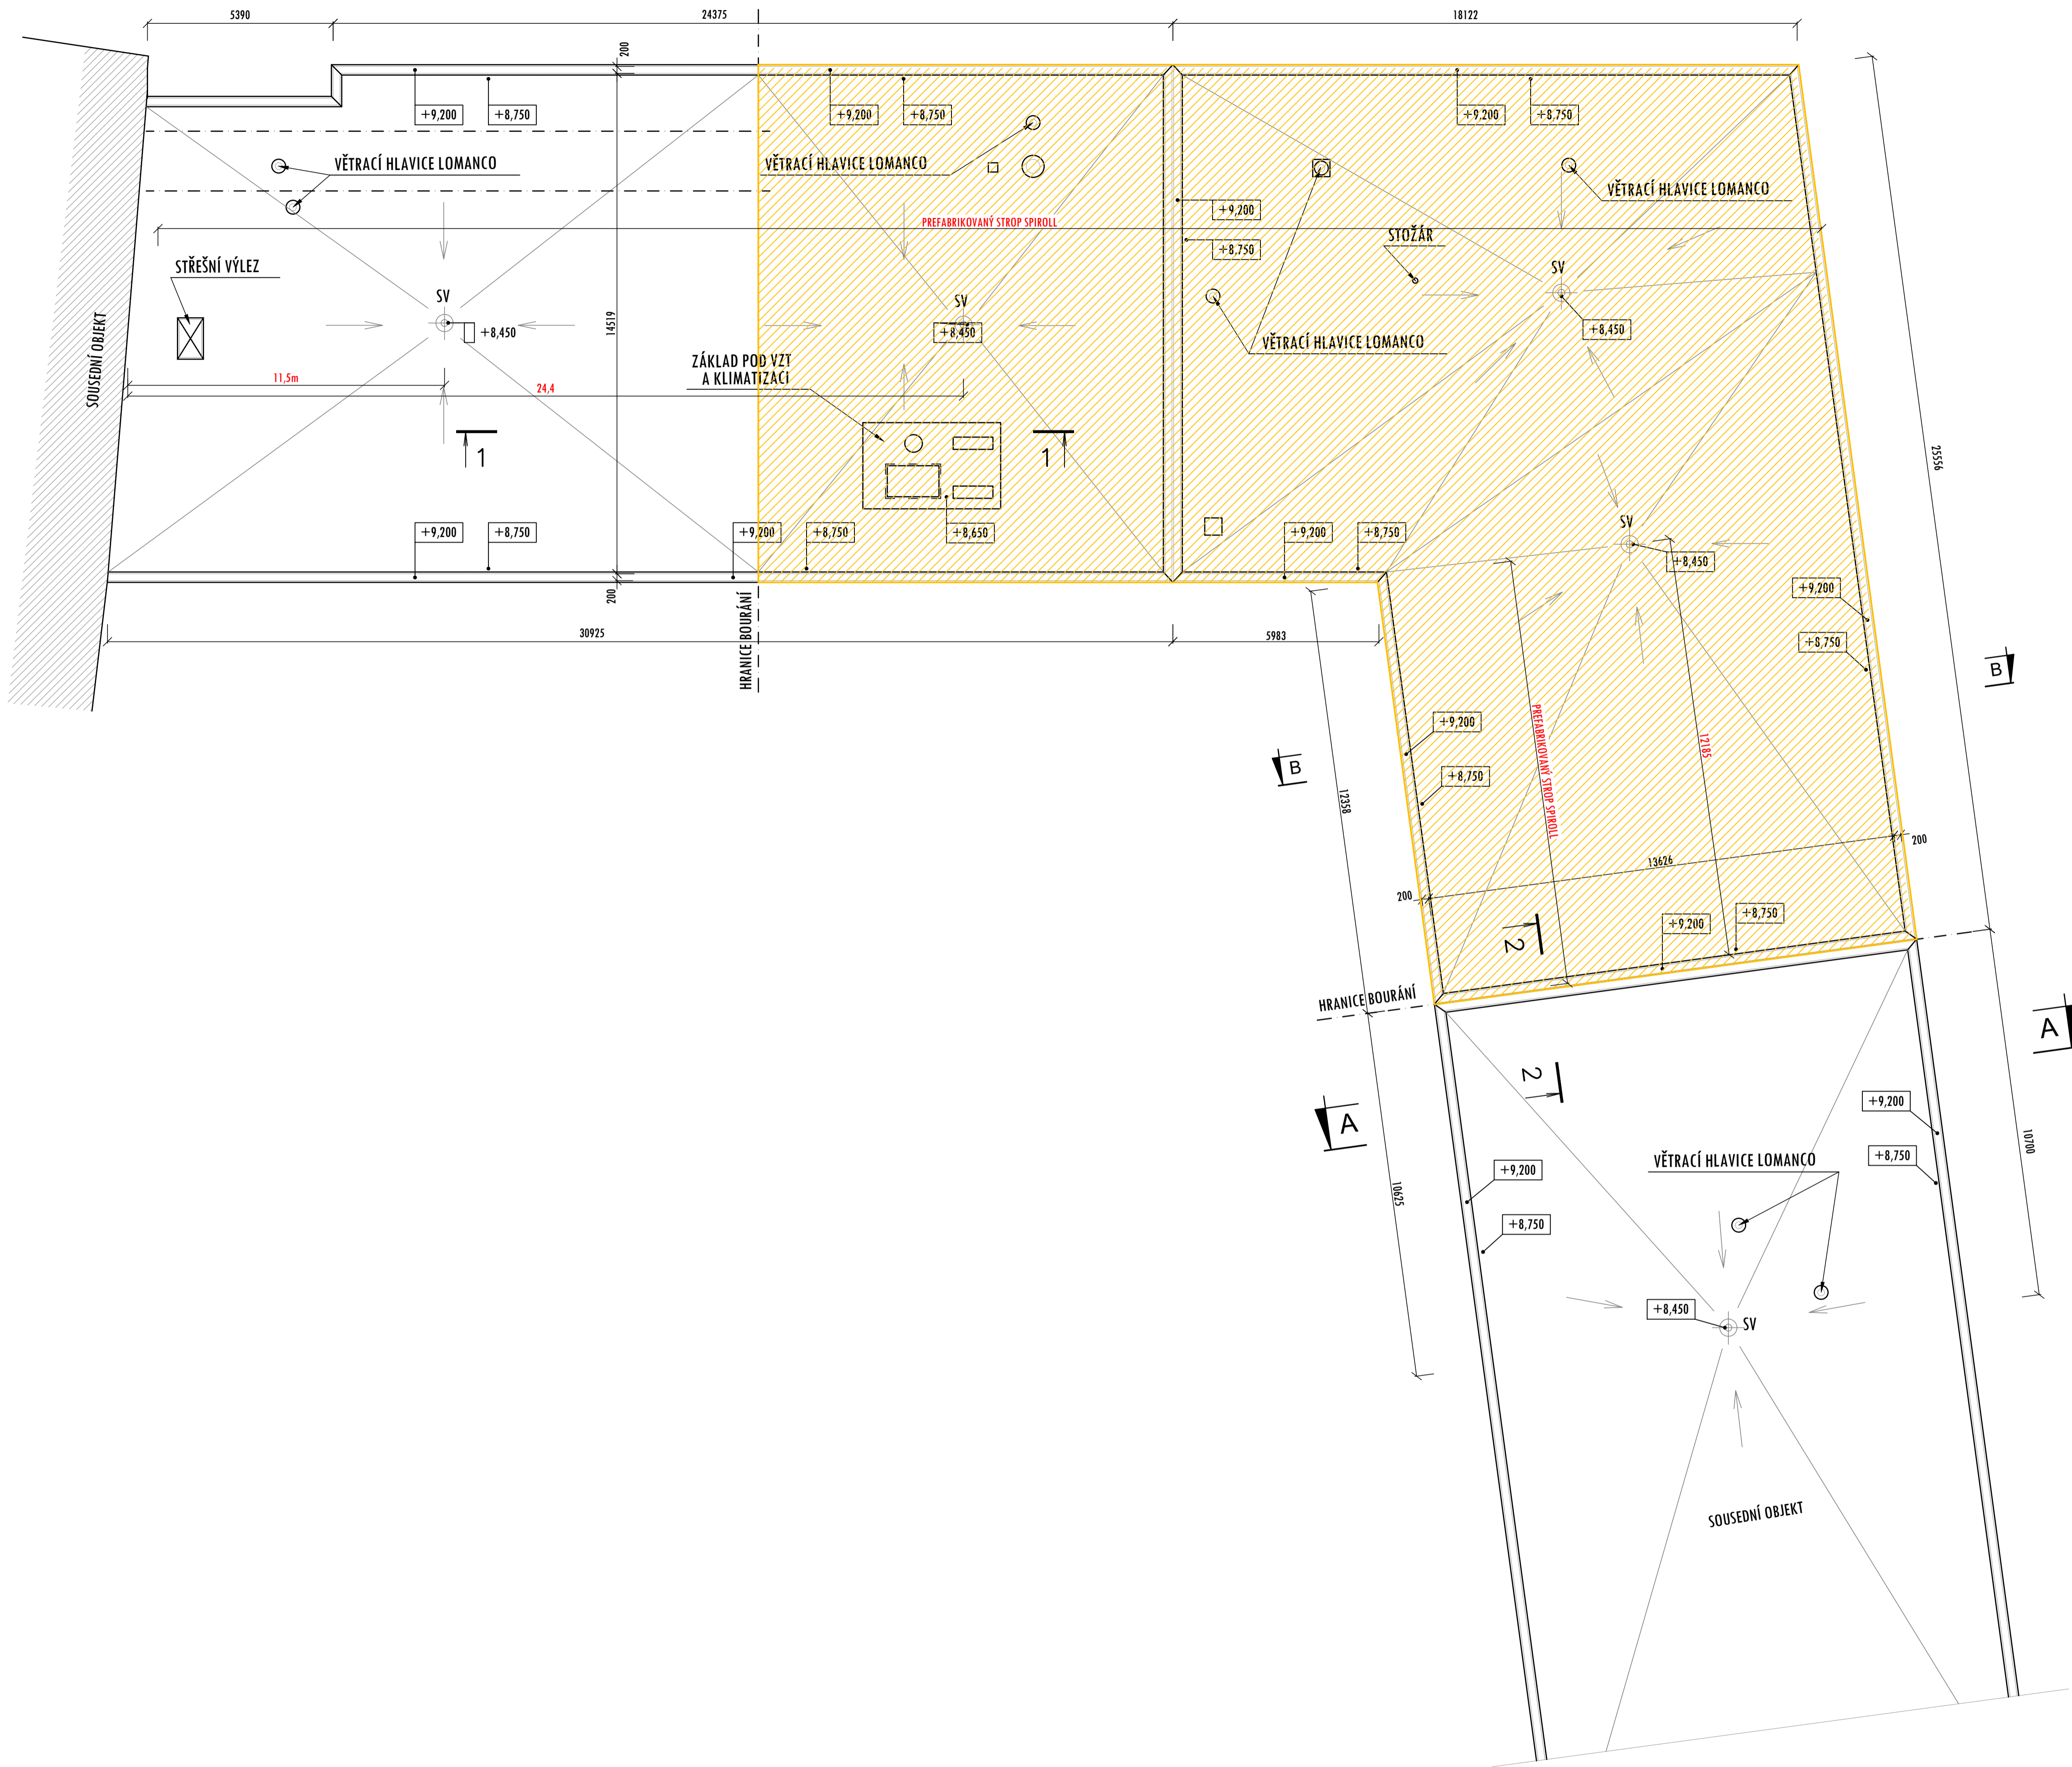 5390
24375
18122
200
+9,200
+8,750
+9,200
+8,750
+9,200
+8,750
VĚTRACÍ HLAVICE LOMANCO
VĚTRACÍ HLAVICE LOMANCO
VĚTRACÍ HLAVICE LOMANCO
+9,200
PREFABRIKOVANÝ STROP SPIROLL
STOŽÁR
+8,750
STŘEŠNÍ VÝLEZ
SV
SV
SV
SOUSEDNÍ OBJEKT
+8,450
14519
+8,450
+8,450
VĚTRACÍ HLAVICE LOMANCO
ZÁKLAD POD VZT
A KLIMATIZACI
11,5m
24,4
1
1
25556
+9,200
+8,750
+9,200
+8,750
+8,650
+9,200
+8,750
SV
+8,450
200
HRANICE BOURÁNÍ
30925
5983
+9,200
+8,750
B
+9,200
PREFABRIKOVANÝ STROP SPIROLL
12185
B
+8,750
12358
200
13626
200
2
+9,200
+8,750
HRANICE BOURÁNÍ
A
2
A
+9,200
10700
VĚTRACÍ HLAVICE LOMANCO
+8,750
+9,200
10625
+8,750
+8,450
SV
SOUSEDNÍ OBJEKT